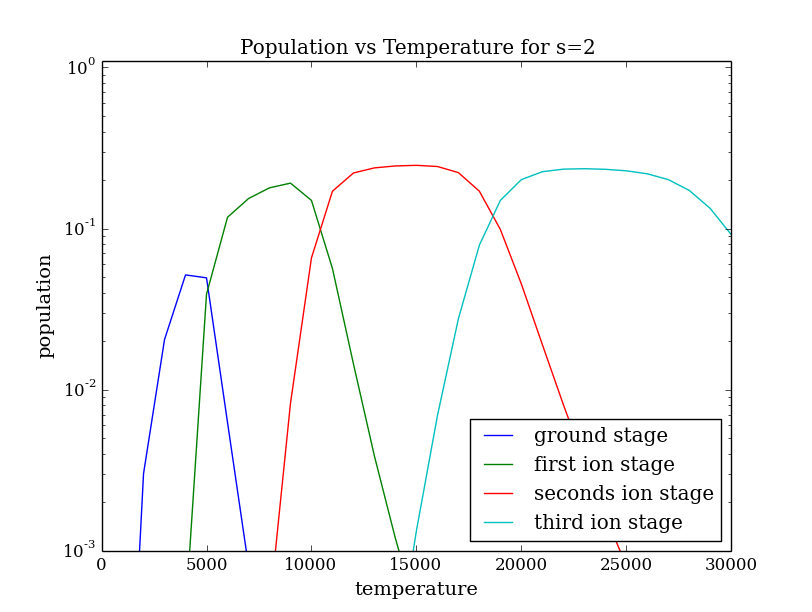 Population vs Temperature for s=2
10^0
10^-1
10^-2
10^-3
population
0
5000
10000
15000
20000
25000
30000
temperature
ground stage
first ion stage
seconds ion stage
third ion stage